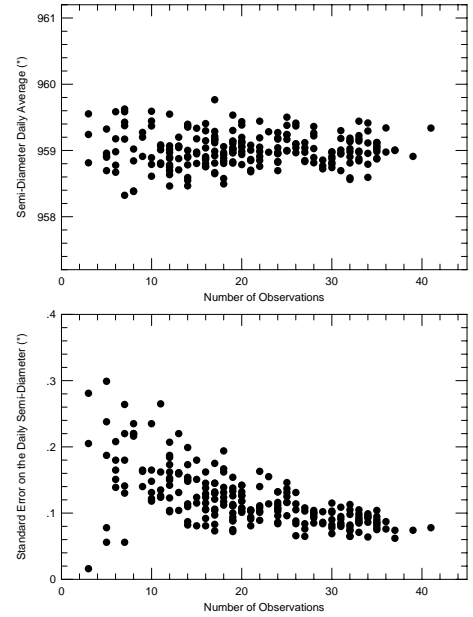 Semi-Diameter Daily Average (")
961
960
959
958
0 10 20 30 40
Number of Observations
Standard Error on the Daily Semi-Diameter (")
.4
.3
.2
.1
0
0 10 20 30 40
Number of Observations